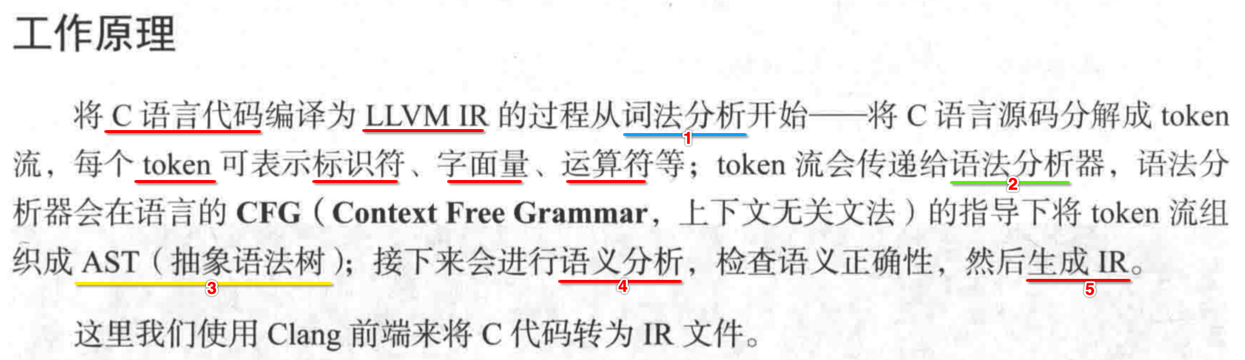 工作原理
将 C 语言代码编译为 LLVM IR 的过程从词法分析开始——将 C 语言源码分解成 token
1
流，每个 token 可表示标识符、字面量、运算符等；token 流会传递给语法分析器，语法分
2
析器会在语言的 CFG（Context Free Grammar，上下文无关文法）的指导下将 token 流组
织成 AST（抽象语法树）；接下来会进行语义分析，检查语义正确性，然后生成 IR。
3 4 5
这里我们使用 Clang 前端来将 C 代码转为 IR 文件。